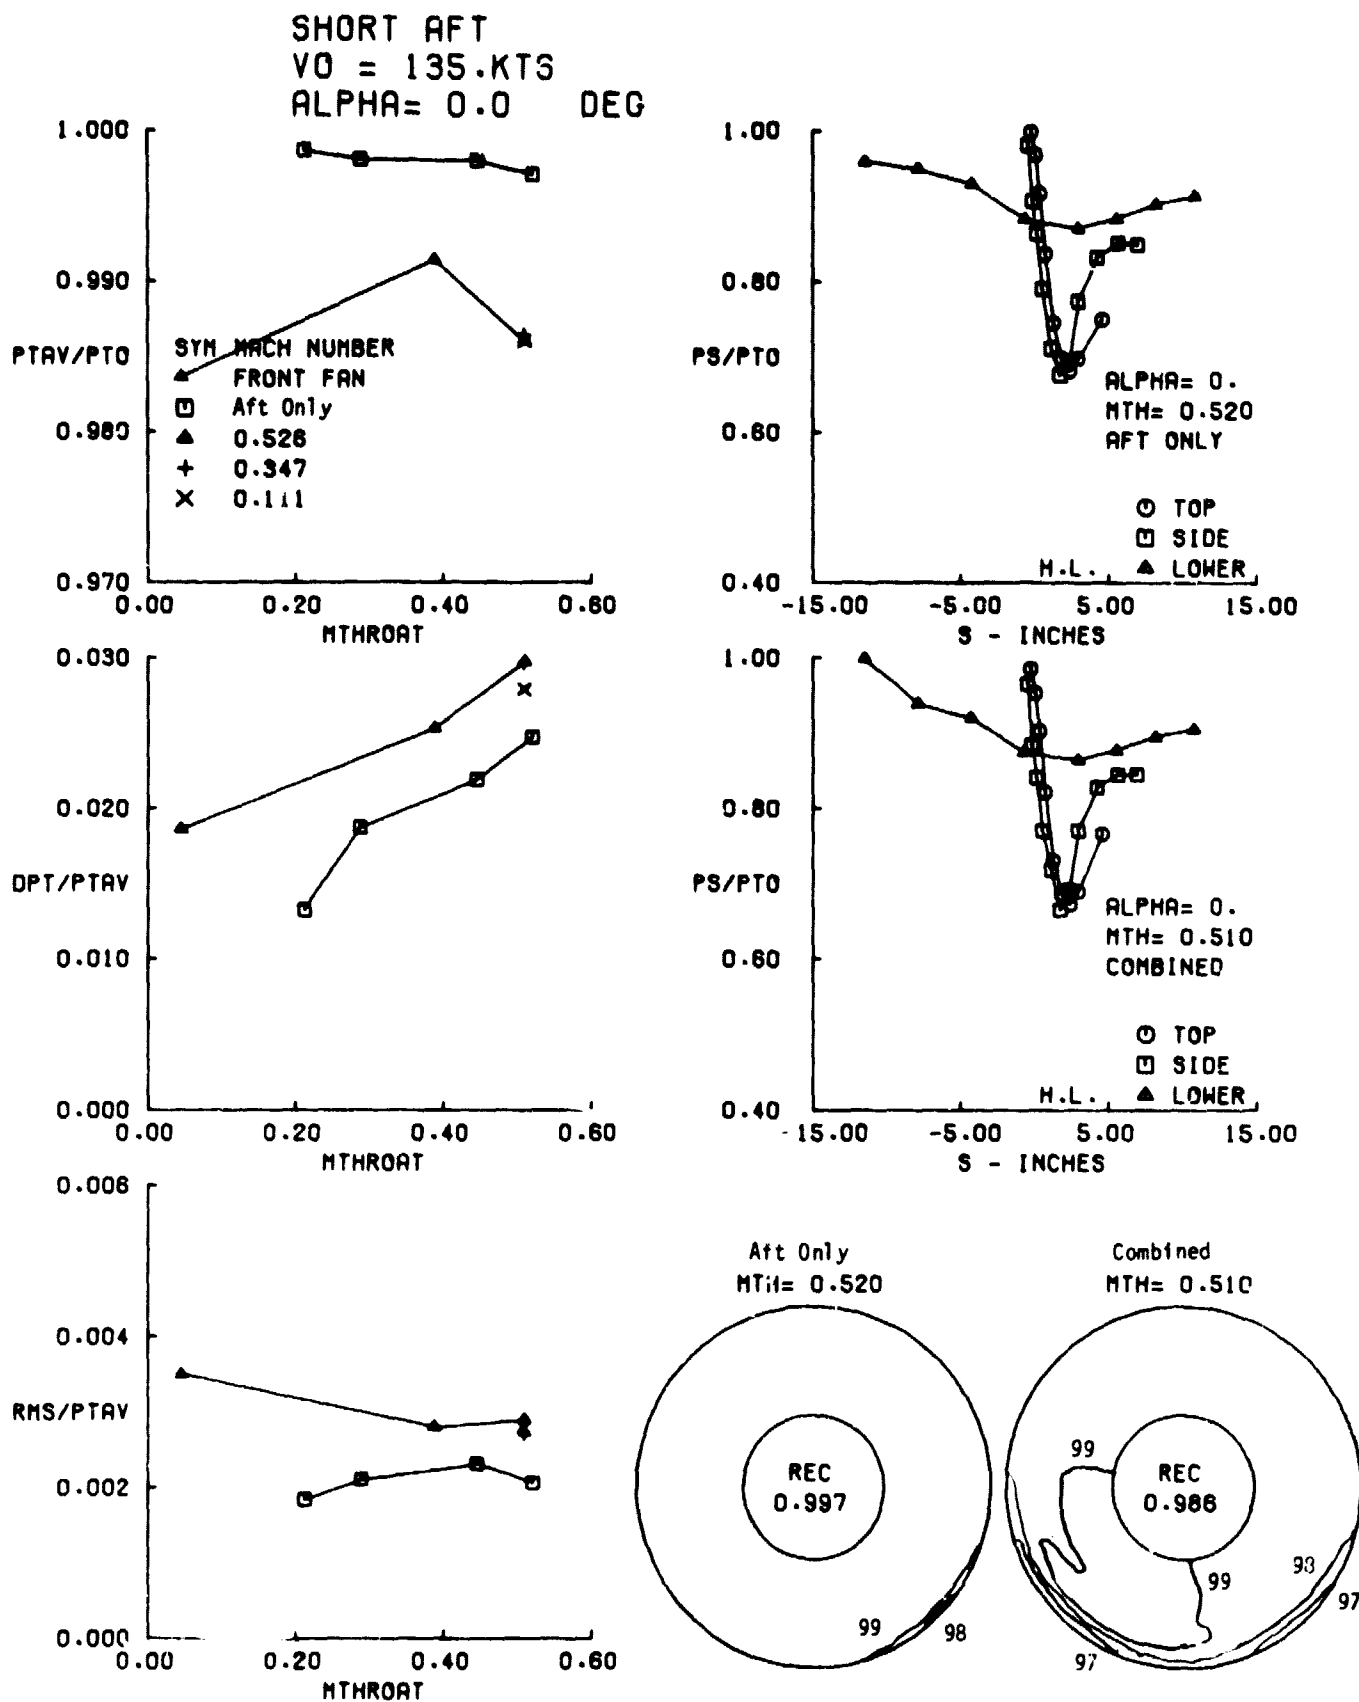 SHORT AFT
VO = 135.KTS
ALPHA= 0.0 DEG
1.000
0.990
PTAV/PTO
0.980
0.970
0.00 0.20 0.40 0.60
MTHROAT
SYM MACH NUMBER
FRONT FAN
Aft Only
0.526
0.347
0.111
1.00
0.80
PS/PTO
0.60
0.40
-15.00 -5.00 5.00 15.00
S - INCHES
ALPHA= 0.
MTH= 0.520
AFT ONLY
TOP
SIDE
H.L. LOWER
0.030
0.020
DPT/PTAV
0.010
0.000
0.00 0.20 0.40 0.60
MTHROAT
1.00
0.80
PS/PTO
0.60
0.40
-15.00 -5.00 5.00 15.00
S - INCHES
ALPHA= 0.
MTH= 0.510
COMBINED
TOP
SIDE
H.L. LOWER
0.006
0.004
RMS/PTAV
0.002
0.000
0.00 0.20 0.40 0.60
MTHROAT
Aft Only
MTH= 0.520
REC
0.997
99
98
Combined
MTH= 0.510
99
REC
0.986
99
98
97
97